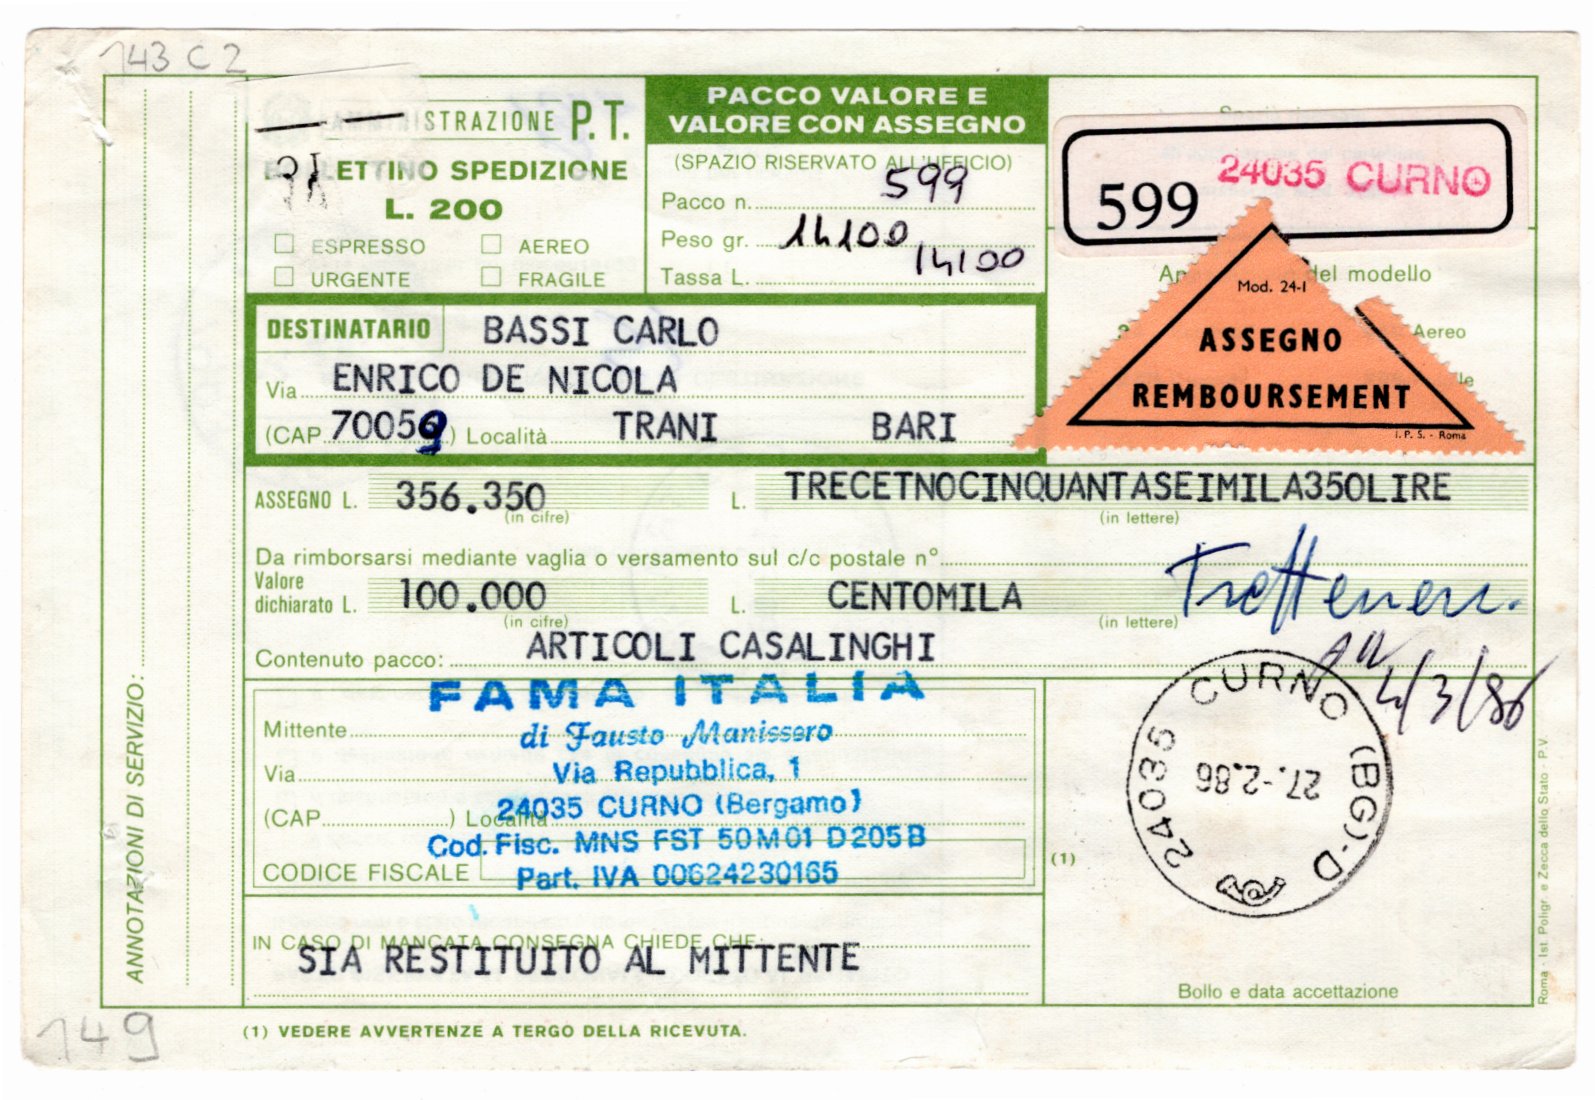 143 C 2
AMMINISTRAZIONE P.T.
BOLLETTINO SPEDIZIONE
L. 200
ESPRESSO AEREO
URGENTE FRAGILE
PACCO VALORE E
VALORE CON ASSEGNO
(SPAZIO RISERVATO ALL'UFFICIO)
Pacco n. 599
Peso gr. 14100
Tassa L. 14100
599 24035 CURNO
del modello
Aereo
Mod. 24-I
ASSEGNO
REMBOURSEMENT
I. P. S. - Roma
DESTINATARIO BASSI CARLO
Via ENRICO DE NICOLA
(CAP 70059) Località TRANI BARI
ASSEGNO L. 356.350 L. TRECETNOCINQUANTASEIMILA350LIRE
(in cifre) (in lettere)
Da rimborsarsi mediante vaglia o versamento sul c/c postale n°
Valore
dichiarato L. 100.000 L. CENTOMILA
(in cifre) (in lettere)
Contenuto pacco: ARTICOLI CASALINGHI
4/3/86
FAMA ITALIA
Mittente di Fausto Manissero
Via Via Repubblica, 1
(CAP ) Località 24035 CURNO (Bergamo)
Cod. Fisc. MNS FST 50M01 D205B
CODICE FISCALE Part. IVA 00624230165
(1)
24035 CURNO (BG)-D
27.-2.86
IN CASO DI MANCATA CONSEGNA CHIEDE CHE:
SIA RESTITUITO AL MITTENTE
Bollo e data accettazione
ANNOTAZIONI DI SERVIZIO:
Roma - Ist. Poligr. e Zecca dello Stato - P.V.
(1) VEDERE AVVERTENZE A TERGO DELLA RICEVUTA.
149